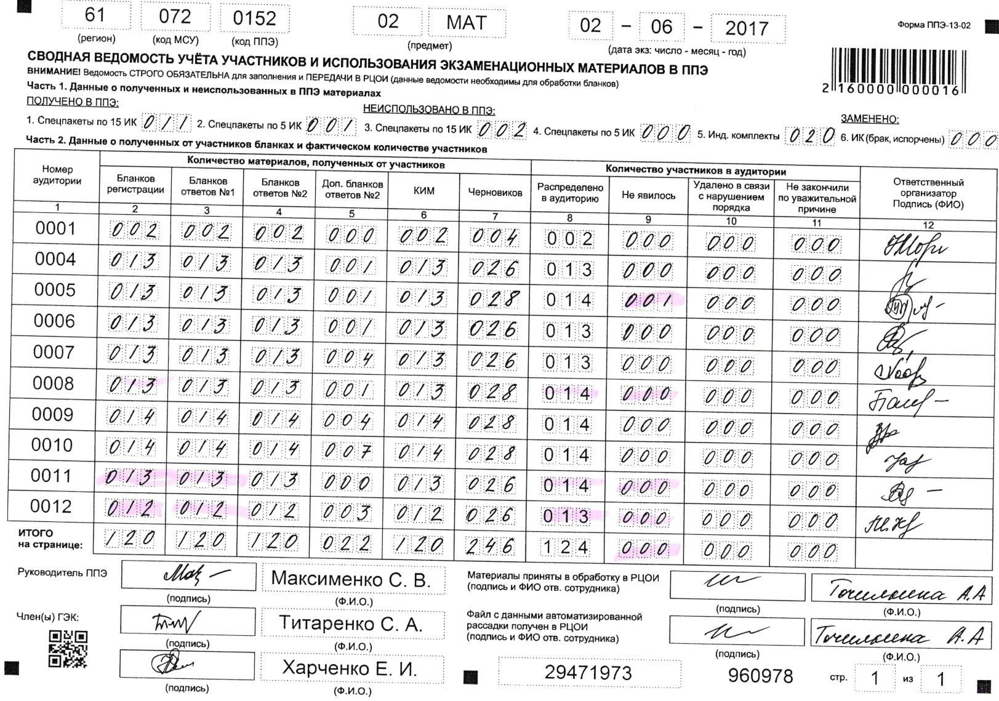 61 072 0152 02 МАТ 02 – 06 – 2017 Форма ППЭ-13-02
(регион) (код МСУ) (код ППЭ) (предмет) (дата экз: число - месяц - год)
СВОДНАЯ ВЕДОМОСТЬ УЧЁТА УЧАСТНИКОВ И ИСПОЛЬЗОВАНИЯ ЭКЗАМЕНАЦИОННЫХ МАТЕРИАЛОВ В ППЭ
ВНИМАНИЕ! Ведомость СТРОГО ОБЯЗАТЕЛЬНА для заполнения и ПЕРЕДАЧИ В РЦОИ (данные ведомости необходимы для обработки бланков)
2 160000 000016
Часть 1. Данные о полученных и неиспользованных в ППЭ материалах
ПОЛУЧЕНО В ППЭ: НЕИСПОЛЬЗОВАНО В ППЭ: ЗАМЕНЕНО:
1. Спецпакеты по 15 ИК 011 2. Спецпакеты по 5 ИК 001 3. Спецпакеты по 15 ИК 002 4. Спецпакеты по 5 ИК 000 5. Инд. комплекты 020 6. ИК (брак, испорчены) 000
Часть 2. Данные о полученных от участников бланках и фактическом количестве участников
Номер аудитории
Количество материалов, полученных от участников
Количество участников в аудитории
Ответственный организатор Подпись (ФИО)
Бланков регистрации
Бланков ответов №1
Бланков ответов №2
Доп. бланков ответов №2
КИМ
Черновиков
Распределено в аудиторию
Не явилось
Удалено в связи с нарушением порядка
Не закончили по уважительной причине
1 2 3 4 5 6 7 8 9 10 11 12
0001 002 002 002 000 002 004 002 000 000 000
0004 013 013 013 001 013 026 013 000 000 000
0005 013 013 013 001 013 028 014 001 000 000
0006 013 013 013 001 013 026 013 000 000 000
0007 013 013 013 004 013 026 013 000 000 000
0008 013 013 013 001 013 028 014 000 000 000
0009 014 014 014 004 014 028 014 000 000 000
0010 014 014 014 007 014 028 014 000 000 000
0011 013 013 013 000 013 026 014 000 000 000
0012 012 012 012 003 012 026 013 000 000 000
ИТОГО на странице: 120 120 120 022 120 246 124 000 000 000
Руководитель ППЭ Максименко С. В.
(подпись) (Ф.И.О.)
Член(ы) ГЭК: Титаренко С. А.
(подпись) (Ф.И.О.)
Харченко Е. И.
(подпись) (Ф.И.О.)
Материалы приняты в обработку в РЦОИ
(подпись и ФИО отв. сотрудника)
Точилкина А.А
(подпись) (Ф.И.О.)
Файл с данными автоматизированной
рассадки получен в РЦОИ
(подпись и ФИО отв. сотрудника)
Точилкина А.А
(подпись) (Ф.И.О.)
29471973 960978 стр. 1 из 1